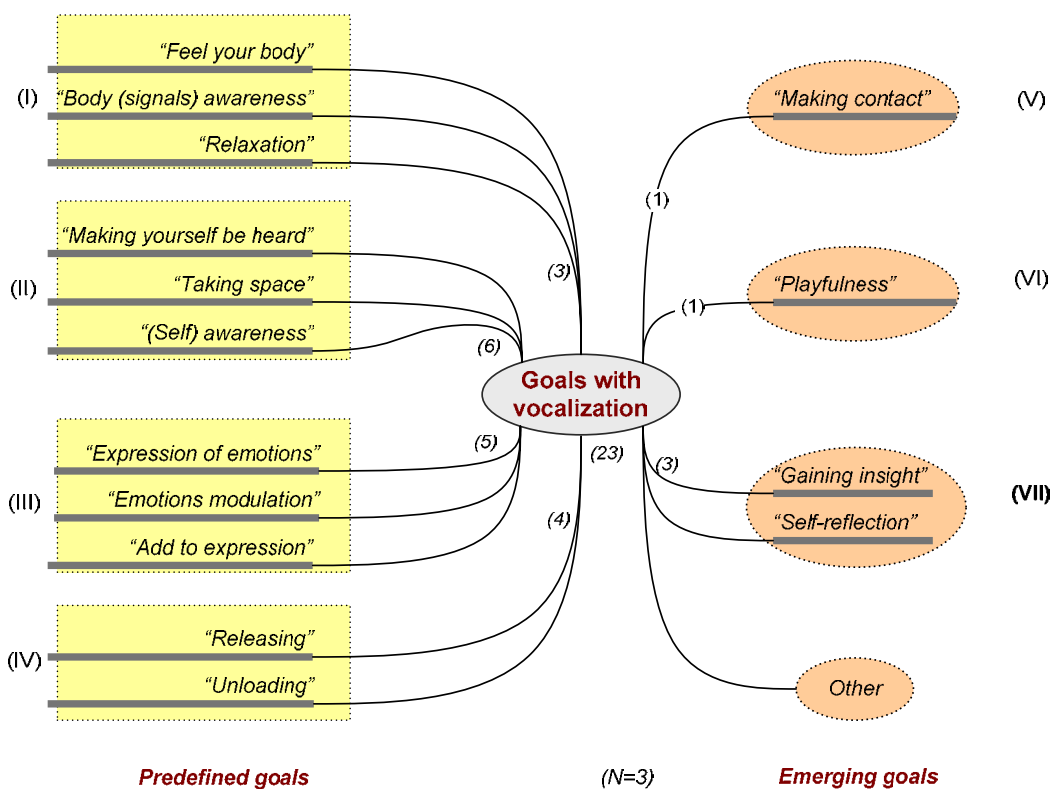 “Feel your body”
(I)
“Body (signals) awareness”
“Relaxation”
“Making yourself be heard”
(II)
“Taking space”
“(Self) awareness”
(3)
(6)
“Making contact”
(V)
(1)
“Playfulness”
(VI)
(1)
Goals with
vocalization
(23)
“Expression of emotions”
(III)
“Emotions modulation”
“Add to expression”
(5)
(4)
(3)
“Gaining insight”
(VII)
“Self-reflection”
“Releasing”
(IV)
“Unloading”
Other
Predefined goals
(N=3)
Emerging goals